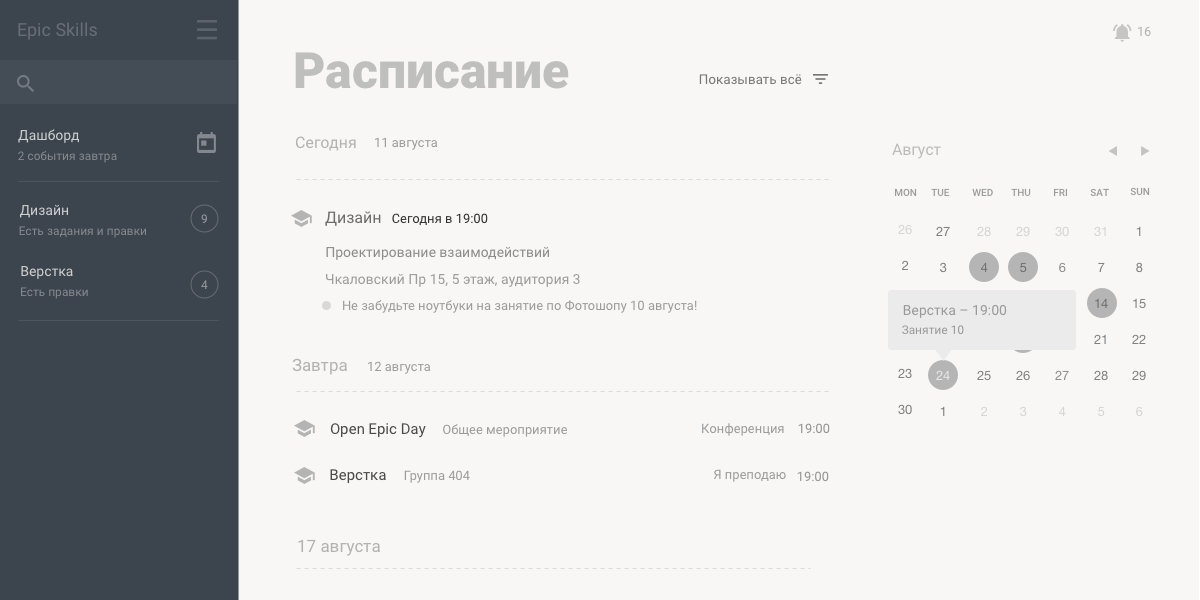 Epic Skills
Дашборд
2 события завтра
Дизайн
Есть задания и правки
9
Верстка
Есть правки
4
16
Расписание
Показывать всё
Сегодня 11 августа
Дизайн Сегодня в 19:00
Проектирование взаимодействий
Чкаловский Пр 15, 5 этаж, аудитория 3
Не забудьте ноутбуки на занятие по Фотошопу 10 августа!
Завтра 12 августа
Open Epic Day Общее мероприятие Конференция 19:00
Верстка Группа 404 Я преподаю 19:00
17 августа
Август
MON TUE WED THU FRI SAT SUN
26 27 28 29 30 31 1
2 3 4 5 6 7 8
14 15
Верстка – 19:00
Занятие 10
21 22
23 24 25 26 27 28 29
30 1 2 3 4 5 6